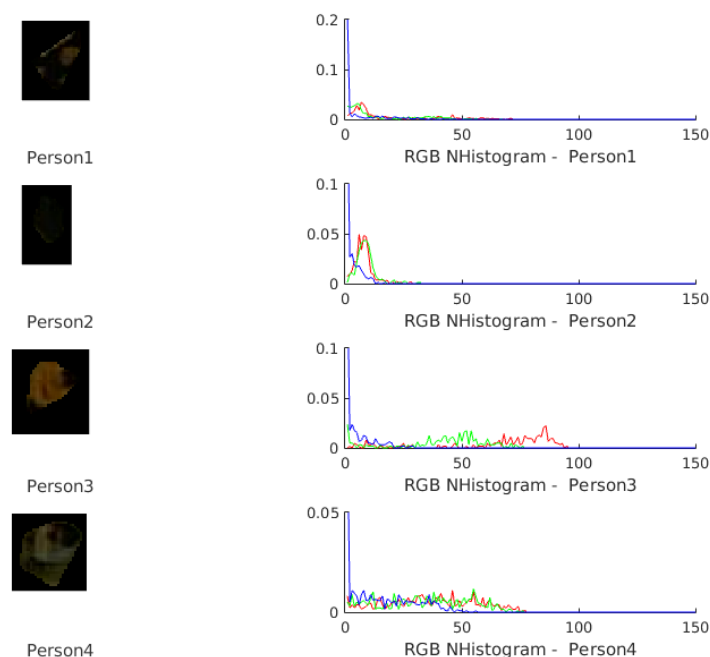 0.2
0.1
0
0 50 100 150
Person1
RGB NHistogram - Person1
0.1
0.05
0
0 50 100 150
Person2
RGB NHistogram - Person2
0.1
0.05
0
0 50 100 150
Person3
RGB NHistogram - Person3
0.05
0
0 50 100 150
Person4
RGB NHistogram - Person4